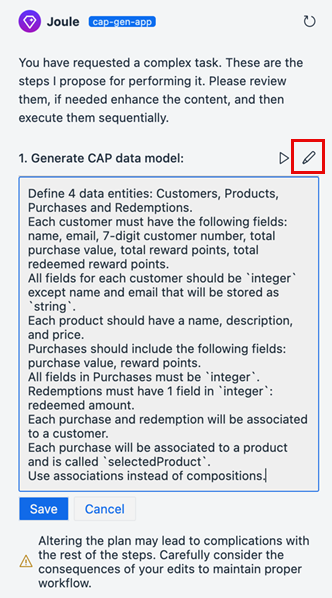 Joule cap-gen-app
You have requested a complex task. These are the
steps I propose for performing it. Please review
them, if needed enhance the content, and then
execute them sequentially.
1. Generate CAP data model:
Define 4 data entities: Customers, Products,
Purchases and Redemptions.
Each customer must have the following fields:
name, email, 7-digit customer number, total
purchase value, total reward points, total
redeemed reward points.
All fields for each customer should be `integer`
except name and email that will be stored as
`string`.
Each product should have a name, description,
and price.
Purchases should include the following fields:
purchase value, reward points.
All fields in Purchases must be `integer`.
Redemptions must have 1 field in `integer`:
redeemed amount.
Each purchase and redemption will be associated
to a customer.
Each purchase will be associated to a product
and is called `selectedProduct`.
Use associations instead of compositions.
Save Cancel
Altering the plan may lead to complications with
the rest of the steps. Carefully consider the
consequences of your edits to maintain proper
workflow.